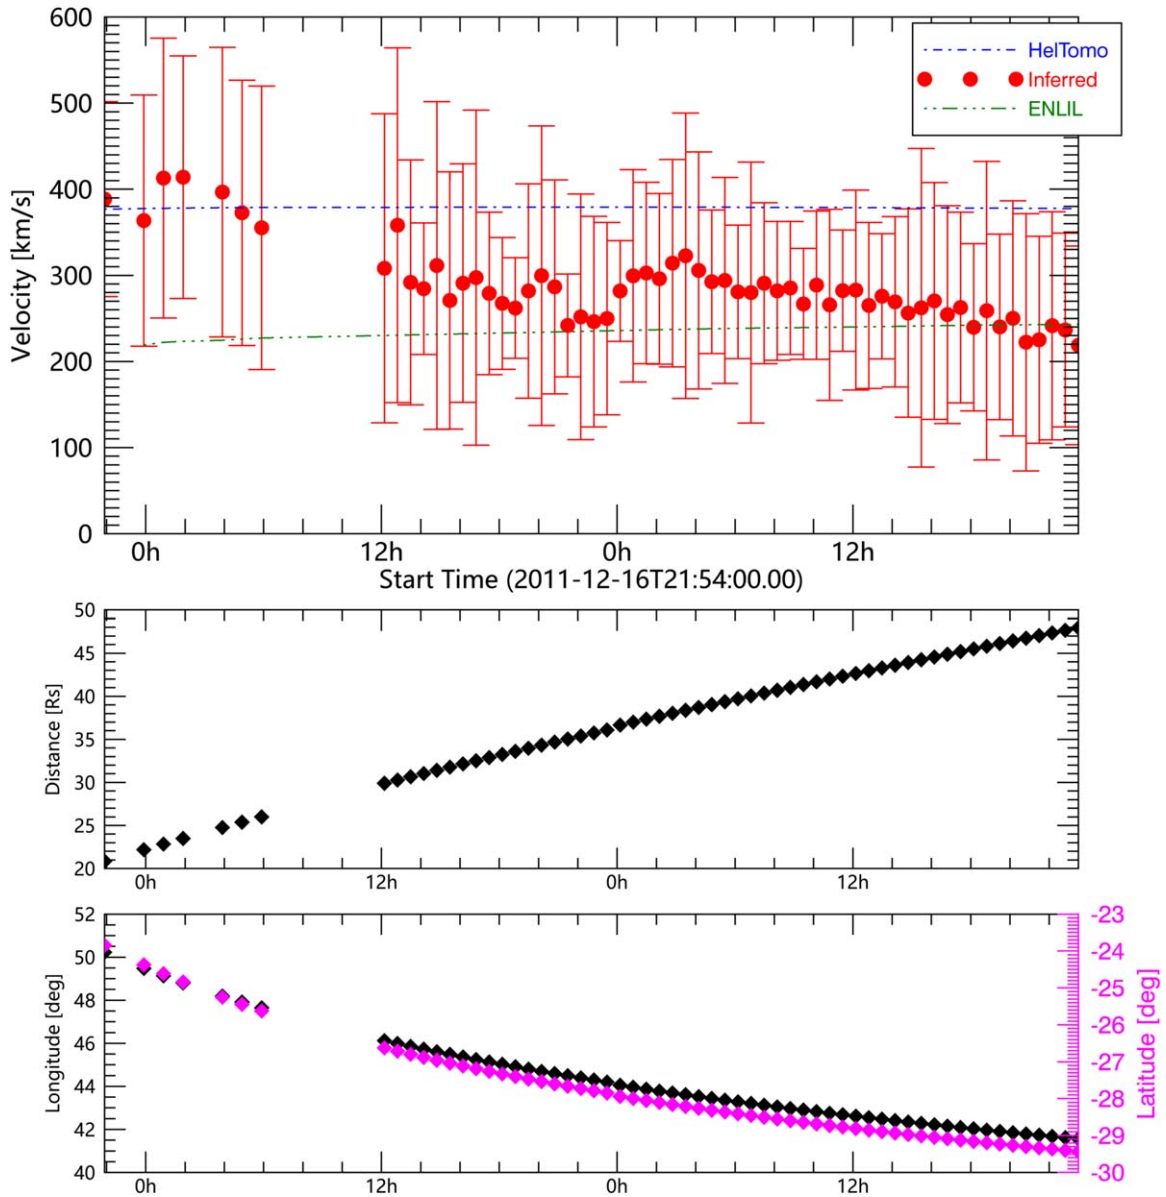 600
500
400
300
200
100
0
Velocity [km/s]
HelTomo
Inferred
ENLIL
0h 12h 0h 12h
Start Time (2011-12-16T21:54:00.00)
50
45
40
35
30
25
20
Distance [Rs]
0h 12h 0h 12h
52
50
48
46
44
42
40
Longitude [deg]
-23
-24
-25
-26
-27
-28
-29
-30
Latitude [deg]
0h 12h 0h 12h